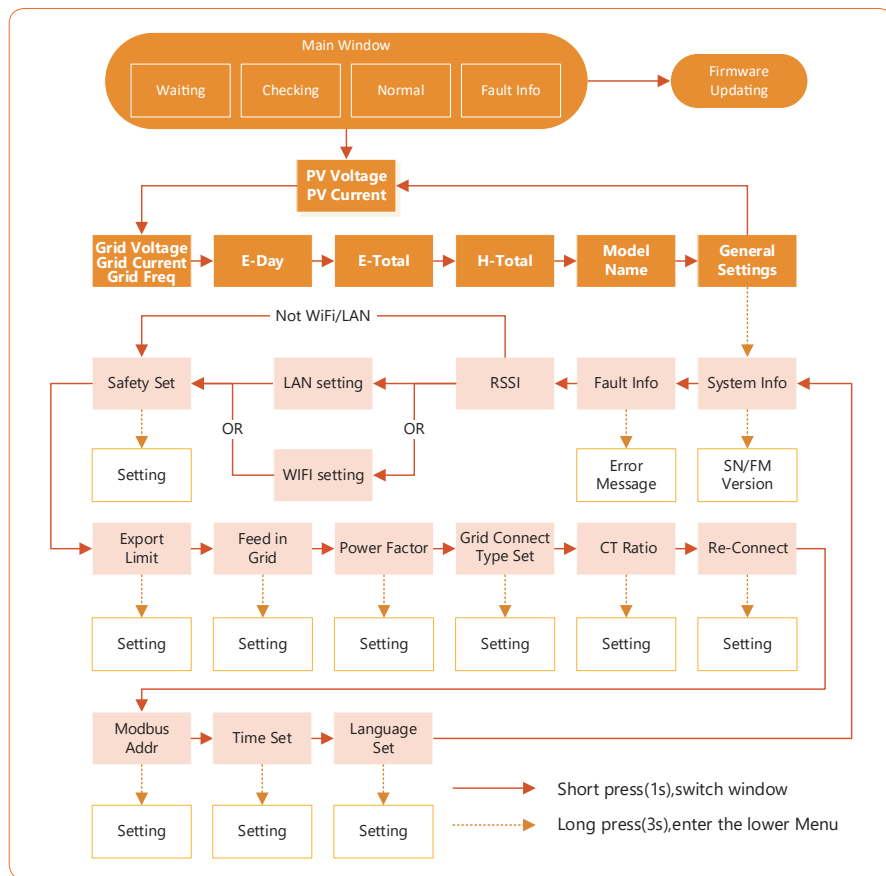 Main Window
Waiting
Checking
Normal
Fault Info
Firmware
Updating
PV Voltage
PV Current
Grid Voltage
Grid Current
Grid Freq
E-Day
E-Total
H-Total
Model
Name
General
Settings
Not WiFi/LAN
Safety Set
LAN setting
RSSI
Fault Info
System Info
OR
OR
Setting
WIFI setting
Error
Message
SN/FM
Version
Export
Limit
Feed in
Grid
Power Factor
Grid Connect
Type Set
CT Ratio
Re-Connect
Setting
Setting
Setting
Setting
Setting
Setting
Modbus
Addr
Time Set
Language
Set
Setting
Setting
Setting
Short press(1s),switch window
Long press(3s),enter the lower Menu